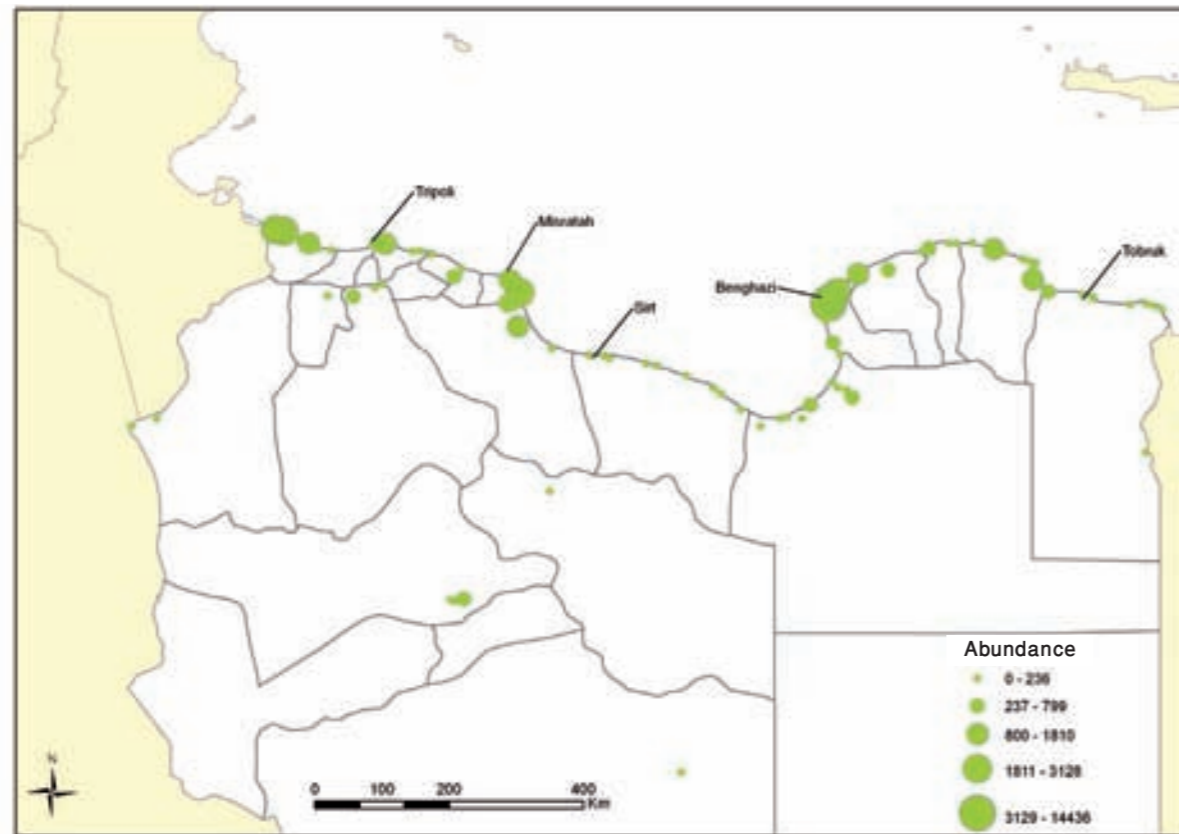 Tripoli
Misratah
Sirt
Benghazi
Tobruk
Abundance
0 - 236
237 - 799
800 - 1810
1811 - 3128
3129 - 14436
N
0 100 200 400
Km